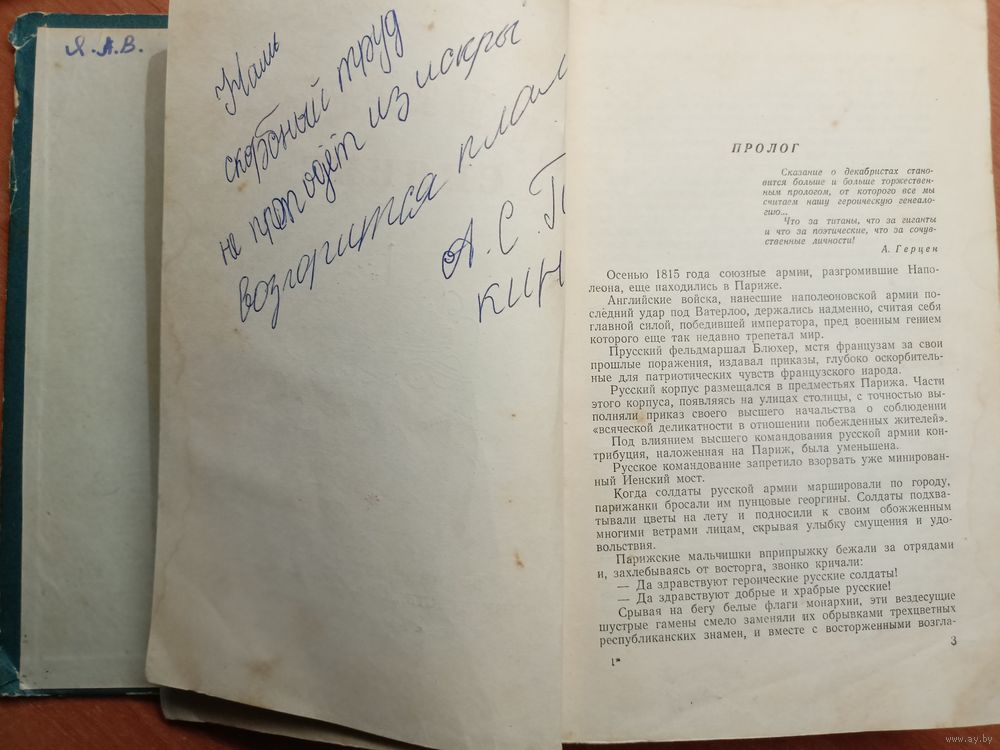 Я.А.В.
Наш
скорбный труд
не пропадёт из искры
возгорится плам
А.С. П
кин
ПРОЛОГ
Сказание о декабристах стано-
вится больше и больше торжествен-
ным прологом, от которого все мы
считаем нашу героическую генеало-
гию...
Что за титаны, что за гиганты
и что за поэтические, что за сочув-
ственные личности!
А. Герцен
Осенью 1815 года союзные армии, разгромившие Напо-
леона, еще находились в Париже.
Английские войска, нанесшие наполеоновской армии по-
следний удар под Ватерлоо, держались надменно, считая себя
главной силой, победившей императора, пред военным гением
которого еще так недавно трепетал мир.
Прусский фельдмаршал Блюхер, мстя французам за свои
прошлые поражения, издавал приказы, глубоко оскорбитель-
ные для патриотических чувств французского народа.
Русский корпус размещался в предместьях Парижа. Части
этого корпуса, появляясь на улицах столицы, с точностью вы-
полняли приказ своего высшего начальства о соблюдении
«всяческой деликатности в отношении побежденных жителей».
Под влиянием высшего командования русской армии кон-
трибуция, наложенная на Париж, была уменьшена.
Русское командование запретило взорвать уже минирован-
ный Иенский мост.
Когда солдаты русской армии маршировали по городу,
парижанки бросали им пунцовые георгины. Солдаты подхва-
тывали цветы на лету и подносили к своим обожженным
многими ветрами лицам, скрывая улыбку смущения и удо-
вольствия.
Парижские мальчишки вприпрыжку бежали за отрядами
и, захлебываясь от восторга, звонко кричали:
— Да здравствуют героические русские солдаты!
— Да здравствуют добрые и храбрые русские!
Срывая на бегу белые флаги монархии, эти вездесущие
шустрые гамены смело заменяли их обрывками трехцветных
республиканских знамен, и вместе с восторженными возгла-
1*
3
www.ay.by